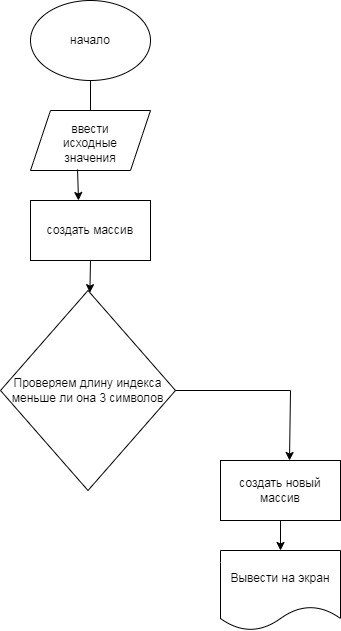 начало
ввести
исходные
значения
создать массив
Проверяем длину индекса
меньше ли она 3 символов
создать новый
массив
Вывести на экран